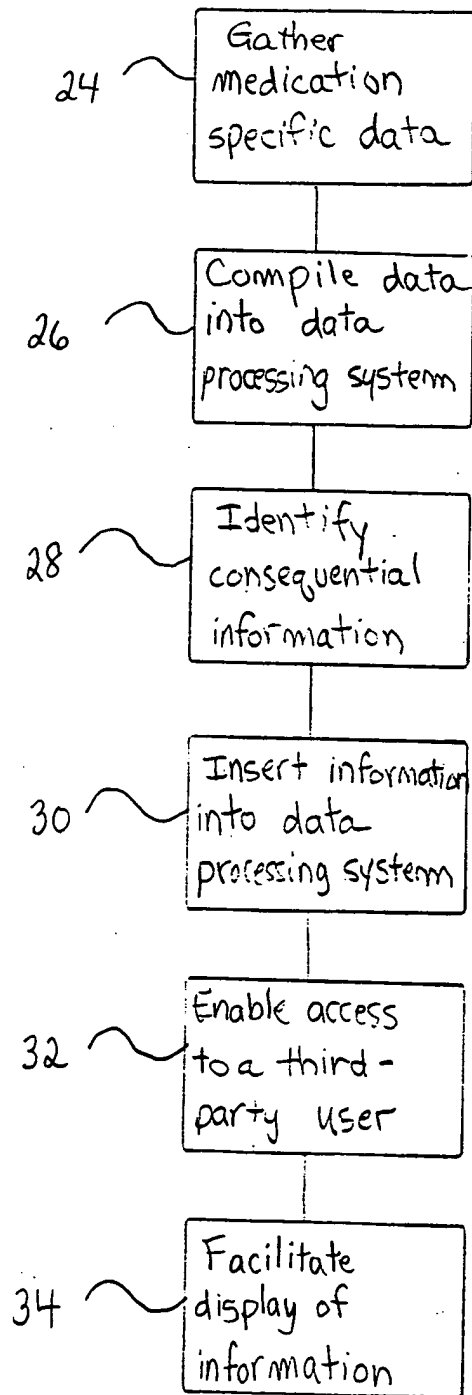 24
Gather
medication
specific data
26
Compile data
into data
processing system
28
Identify
consequential
information
30
Insert information
into data
processing system
32
Enable access
to a third-
party user
34
Facilitate
display of
information